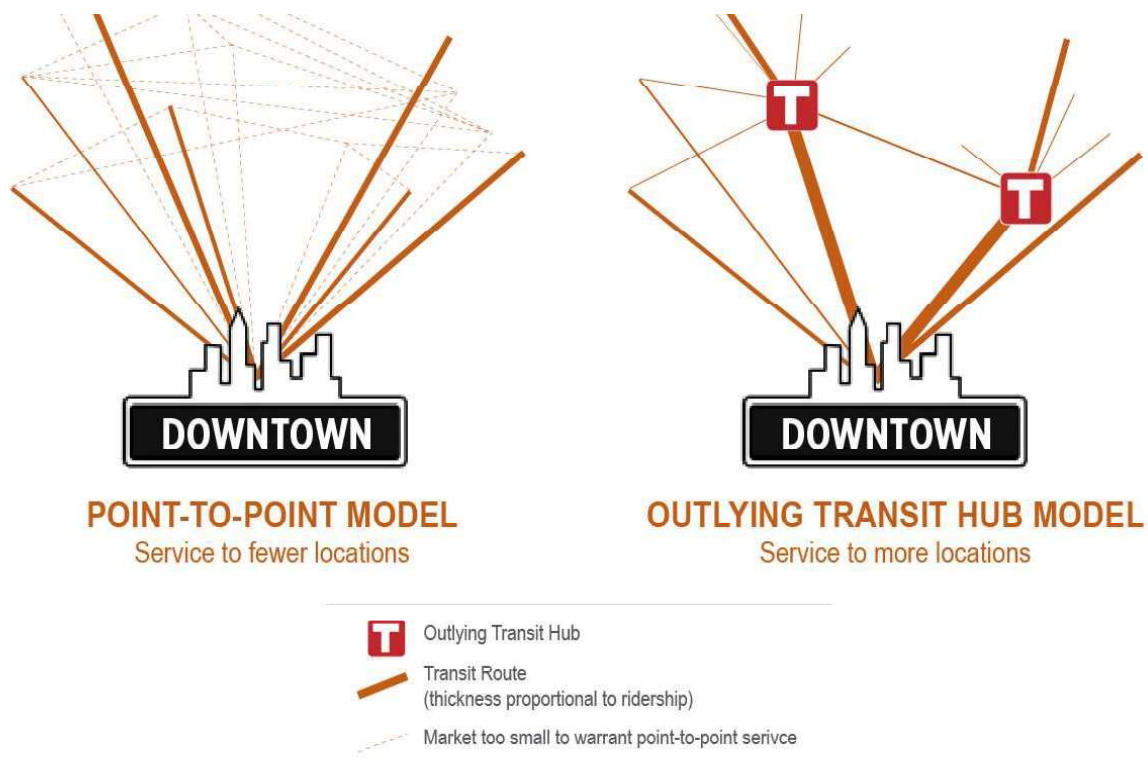 T
T
DOWNTOWN
DOWNTOWN
POINT-TO-POINT MODEL
Service to fewer locations
OUTLYING TRANSIT HUB MODEL
Service to more locations
T
Outlying Transit Hub
Transit Route
(thickness proportional to ridership)
Market too small to warrant point-to-point serivce